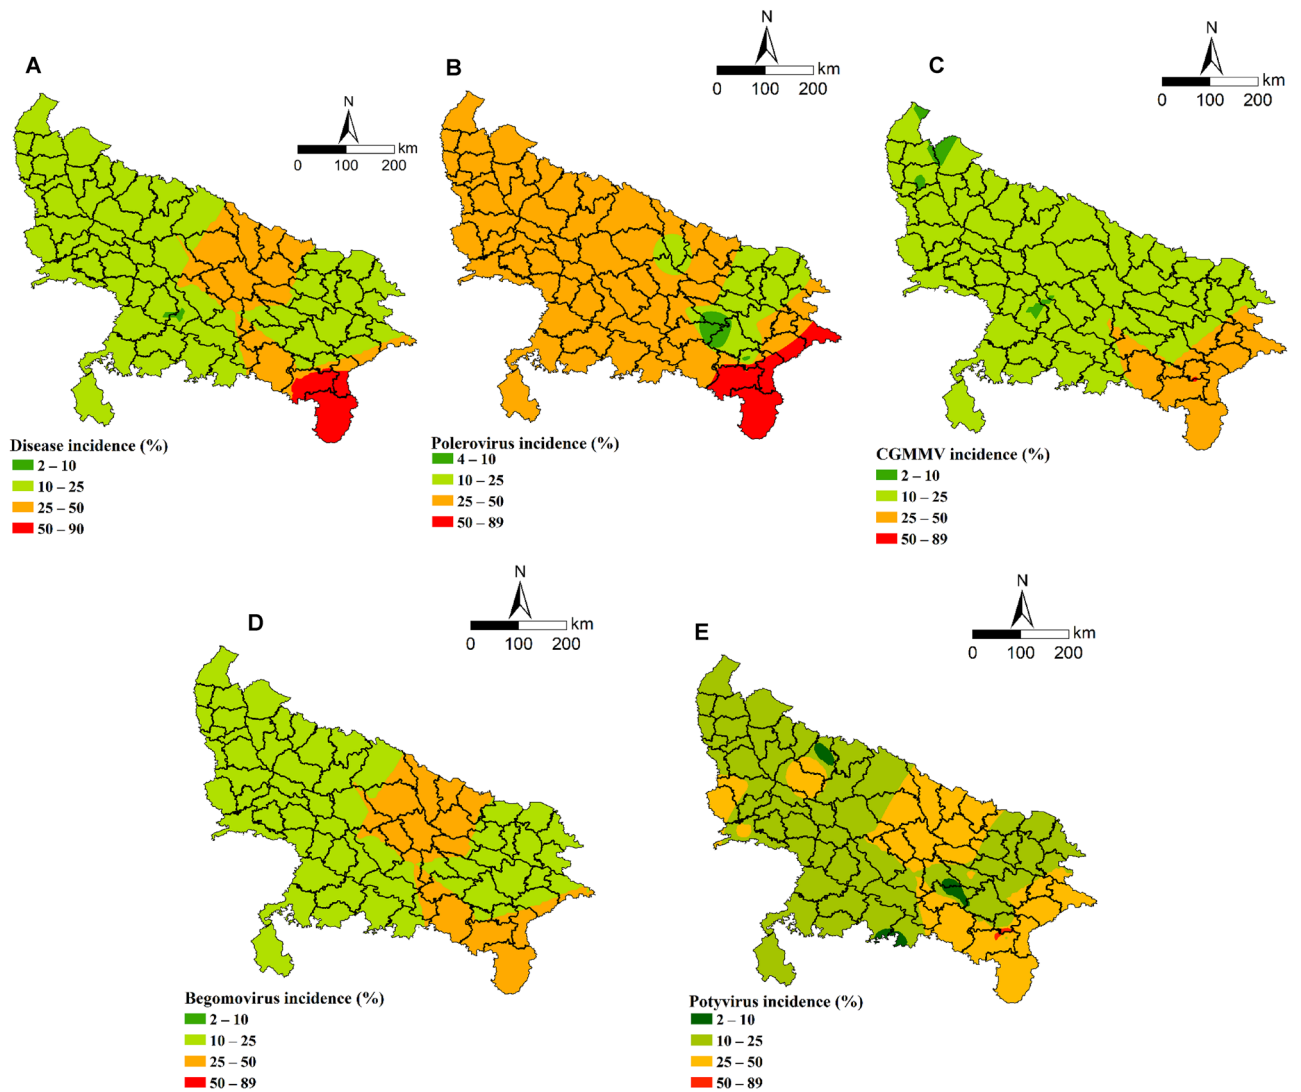 A
N
km
0 100 200
Disease incidence (%)
2 – 10
10 – 25
25 – 50
50 – 90
B
N
km
0 100 200
Polerovirus incidence (%)
4 – 10
10 – 25
25 – 50
50 – 89
C
N
km
0 100 200
CGMMV incidence (%)
2 – 10
10 – 25
25 – 50
50 – 89
D
N
km
0 100 200
Begomovirus incidence (%)
2 – 10
10 – 25
25 – 50
50 – 89
E
N
km
0 100 200
Potyvirus incidence (%)
2 – 10
10 – 25
25 – 50
50 – 89